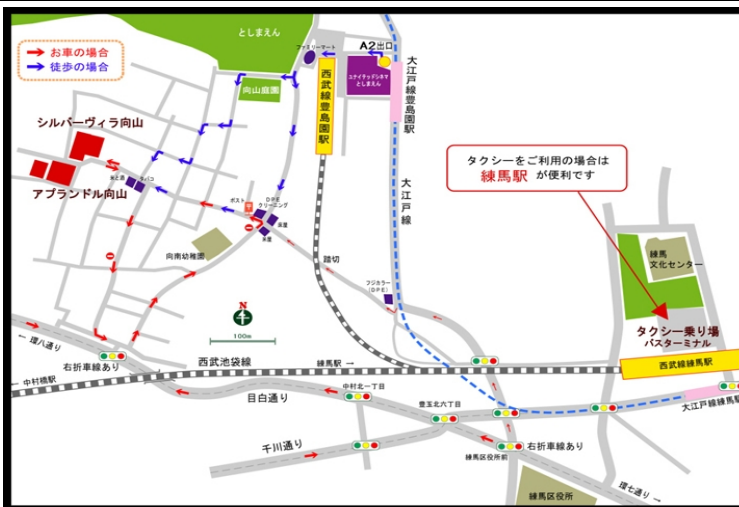 お車の場合
徒歩の場合
としまえん
ファミリーマート
A2出口
ユナイテッドシネマ
としまえん
西武線豊島園駅
大江戸線豊島園駅
向山庭園
シルバーヴィラ向山
アプランドル向山
米と酒
タバコ
ポスト
DPE
クリーニング
米屋
向南幼稚園
踏切
フジカラー
(DPE)
大江戸線
タクシーをご利用の場合は
練馬駅 が便利です
練馬
文化センター
タクシー乗り場
バスターミナル
N
100m
← 環八通り
右折車線あり
西武池袋線
練馬駅 →
西武線練馬駅
← 中村橋駅
目白通り
中村北一丁目
豊玉北六丁目
大江戸線練馬駅
千川通り
練馬区役所前
右折車線あり
環七通り →
練馬区役所